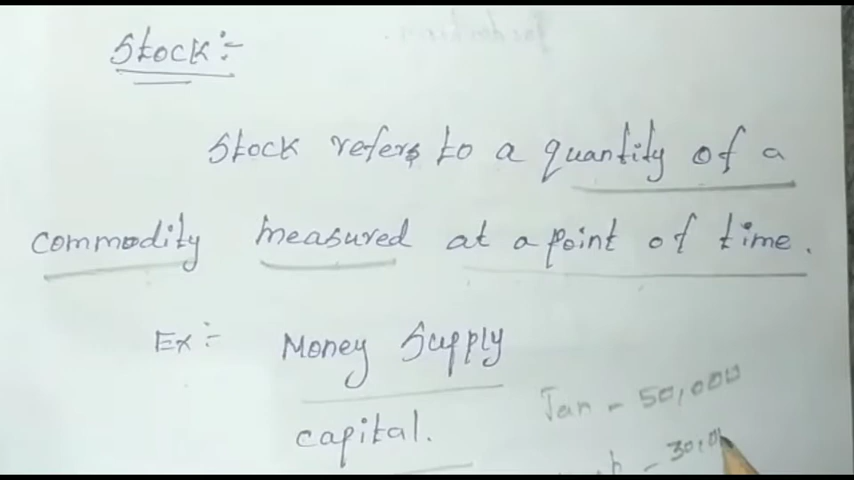 Stock:-
Stock refers to a quantity of a
commodity measured at a point of time.
Ex:- Money Supply
capital.
Jan - 50,000